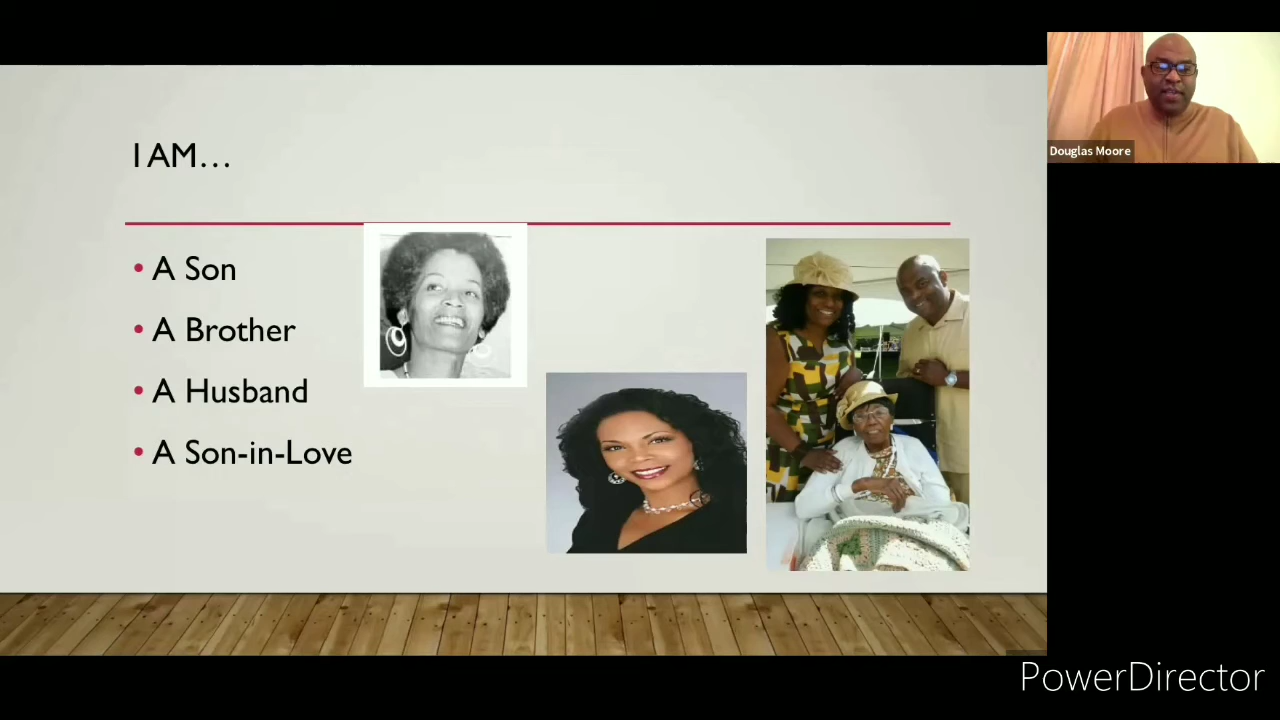 I AM…
• A Son
• A Brother
• A Husband
• A Son-in-Love
Douglas Moore
PowerDirector